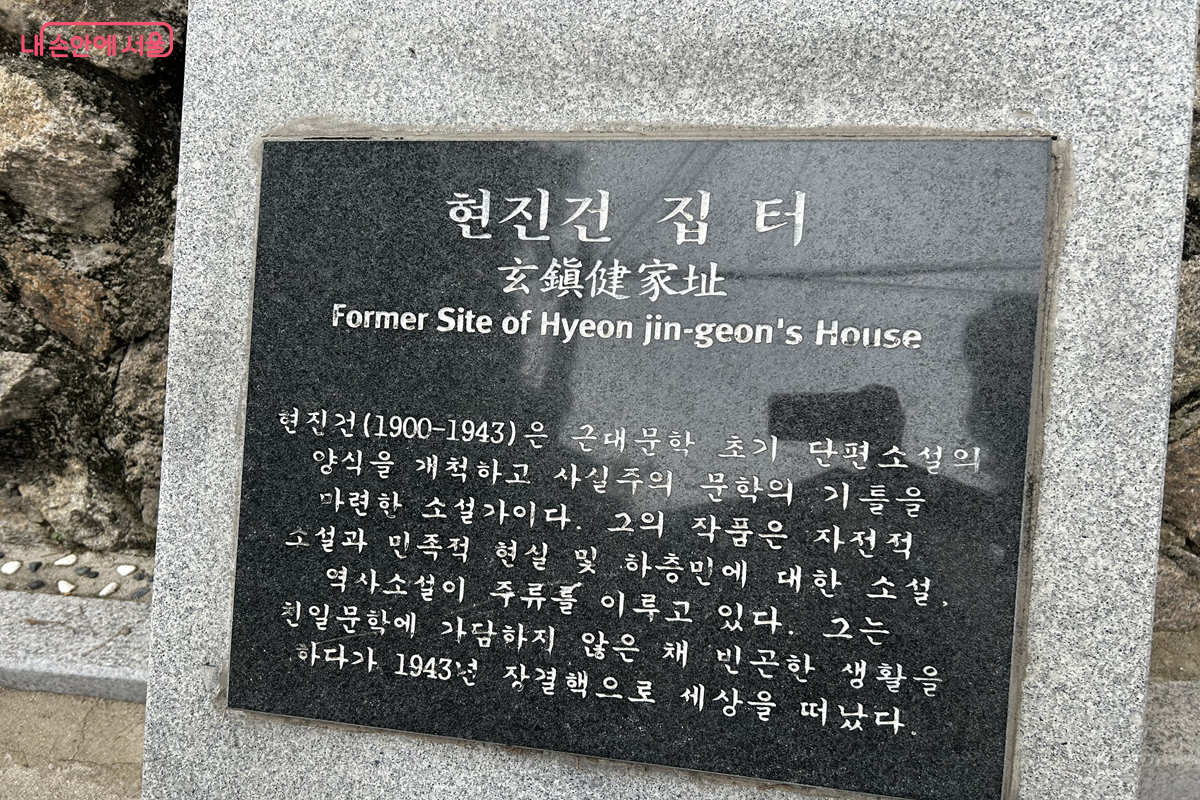 내 손안에 서울
현진건 집 터
玄鎭健家址
Former Site of Hyeon jin-geon's House
현진건(1900-1943)은 근대문학 초기 단편소설의
양식을 개척하고 사실주의 문학의 기틀을
마련한 소설가이다. 그의 작품은 자전적
소설과 민족적 현실 및 하층민에 대한 소설,
역사소설이 주류를 이루고 있다. 그는
친일문학에 가담하지 않은 채 빈곤한 생활을
하다가 1943년 장결핵으로 세상을 떠났다.